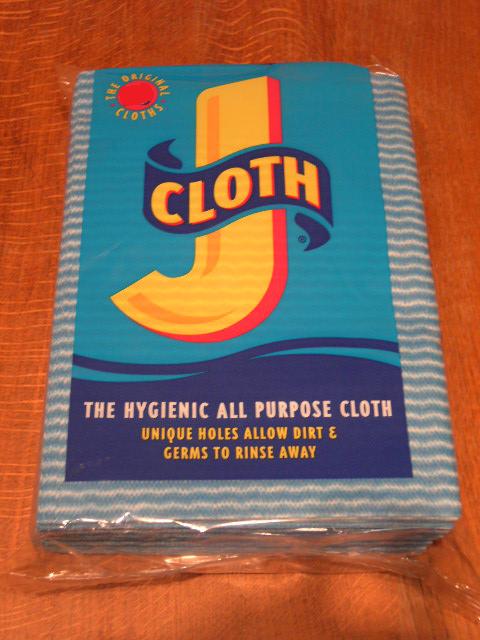 THE ORIGINAL
CLOTHS
J
CLOTH
®
THE HYGIENIC ALL PURPOSE CLOTH
UNIQUE HOLES ALLOW DIRT &
GERMS TO RINSE AWAY